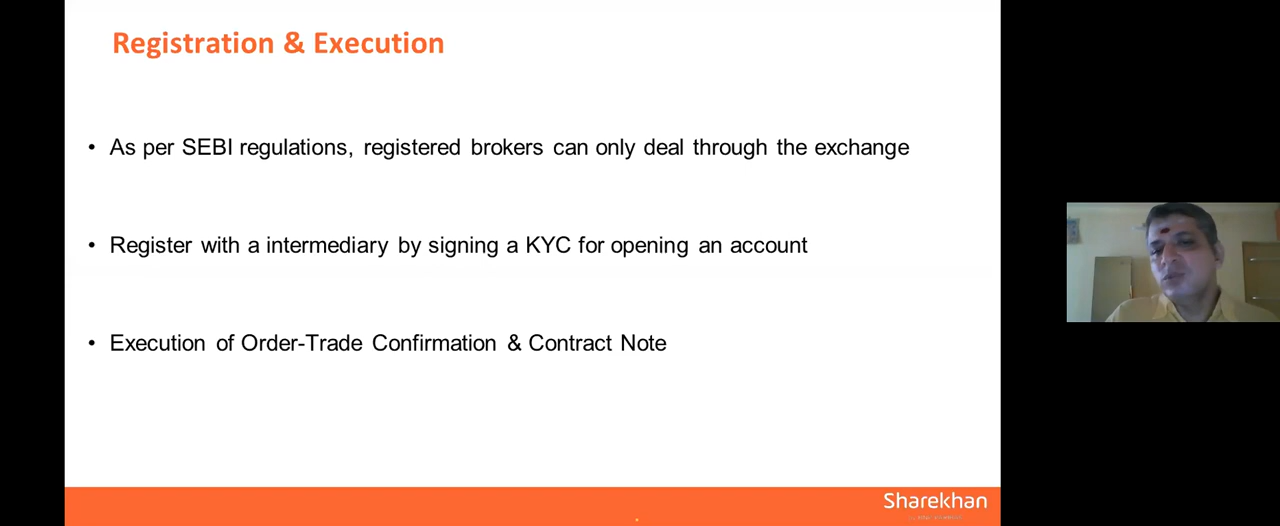 Registration & Execution
• As per SEBI regulations, registered brokers can only deal through the exchange
• Register with a intermediary by signing a KYC for opening an account
• Execution of Order-Trade Confirmation & Contract Note
Sharekhan